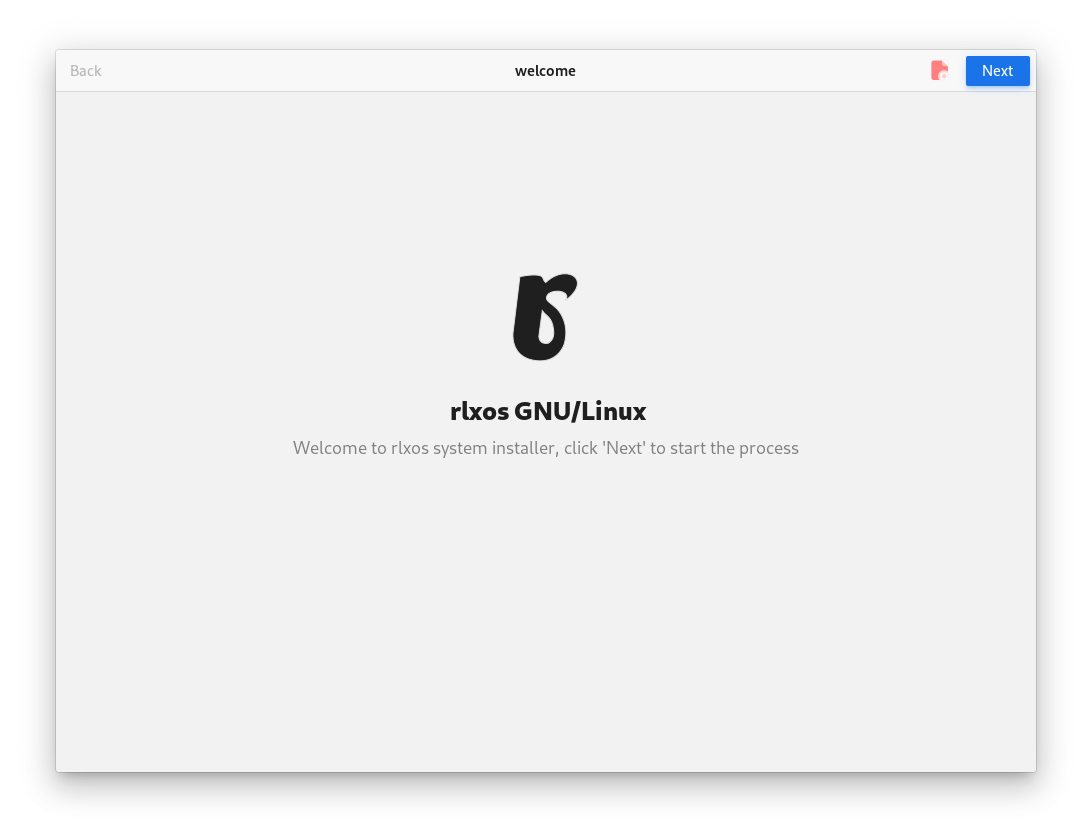 Back
welcome
Next
rlxos GNU/Linux
Welcome to rlxos system installer, click 'Next' to start the process